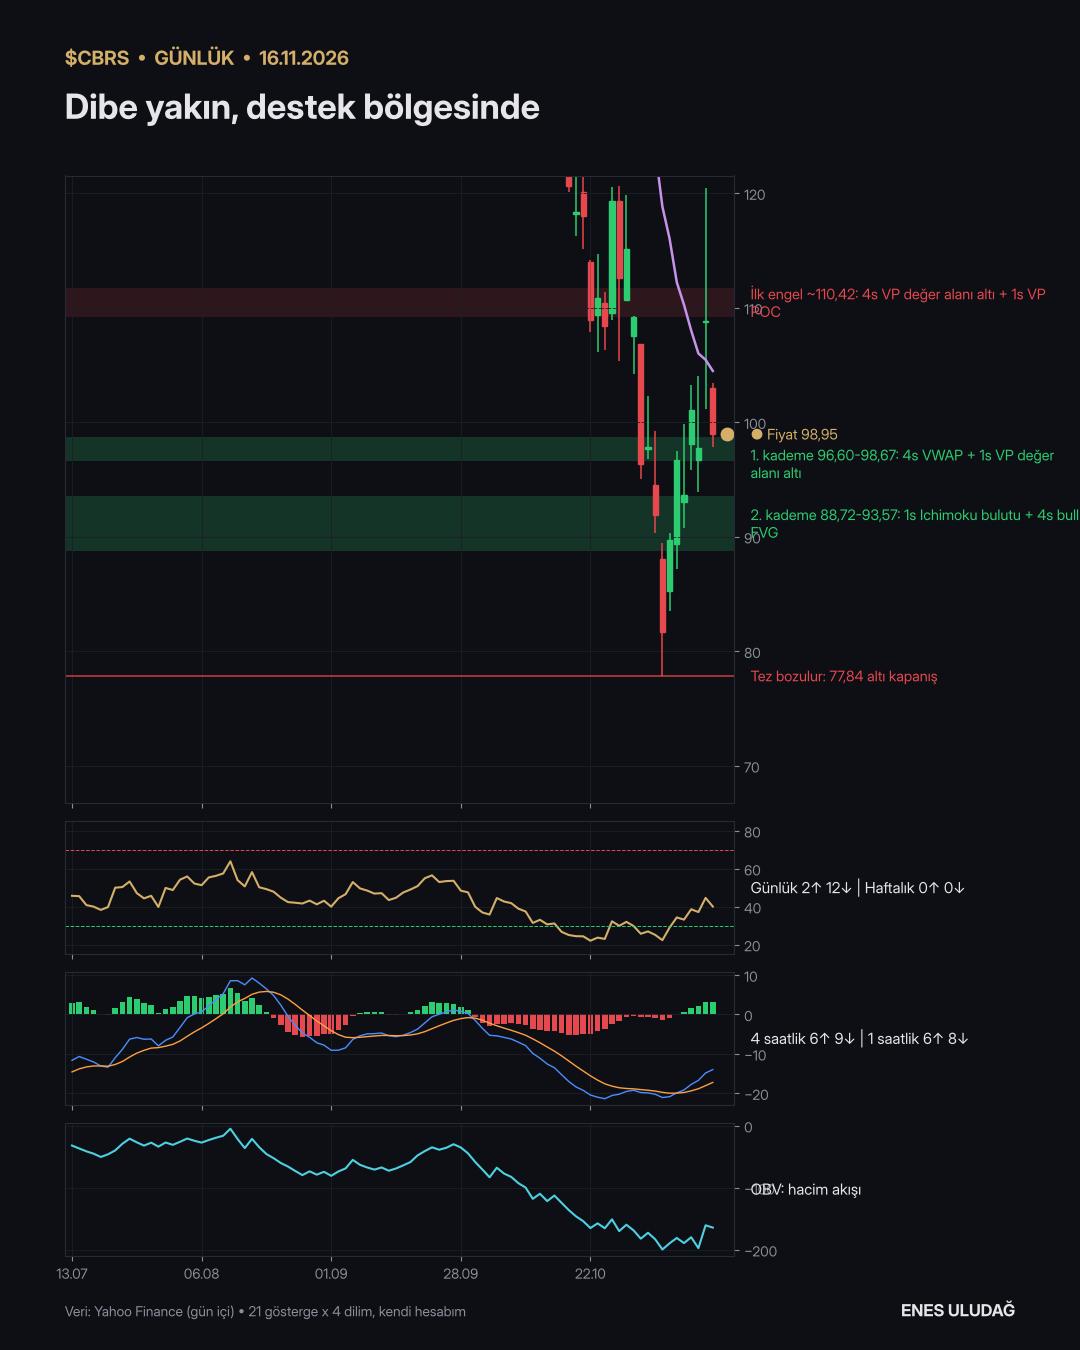 $CBRS • GÜNLÜK • 16.11.2026
Dibe yakın, destek bölgesinde
120
İlk engel ~110,42: 4s VP değer alanı altı + 1s VP
110
POC
100
Fiyat 98,95
1. kademe 96,60-98,67: 4s VWAP + 1s VP değer
alanı altı
2. kademe 88,72-93,57: 1s Ichimoku bulutu + 4s bull
90
FVG
80
Tez bozulur: 77,84 altı kapanış
70
80
60
Günlük 2↑ 12↓ | Haftalık 0↑ 0↓
40
20
10
0
4 saatlik 6↑ 9↓ | 1 saatlik 6↑ 8↓
−10
−20
0
−100
OBV: hacim akışı
−200
13.07 06.08 01.09 28.09 22.10
Veri: Yahoo Finance (gün içi) • 21 gösterge x 4 dilim, kendi hesabım
ENES ULUDAĞ